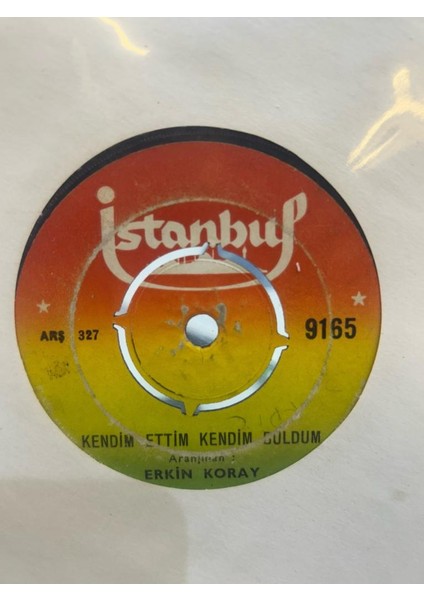 istanbul
ARŞ 327
9165
KENDİM ETTİM KENDİM BULDUM
Aranjman :
ERKİN KORAY